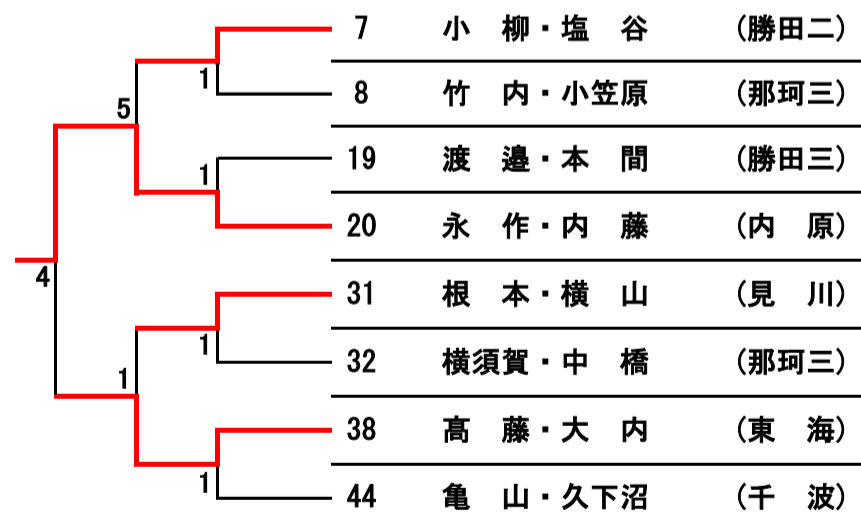 7 小 柳・塩 谷 (勝田二)
1
8 竹 内・小笠原 (那珂三)
5
19 渡 邉・本 間 (勝田三)
1
20 永 作・内 藤 (内 原)
4
31 根 本・横 山 (見 川)
1
32 横須賀・中 橋 (那珂三)
1
38 髙 藤・大 内 (東 海)
1
44 亀 山・久下沼 (千 波)